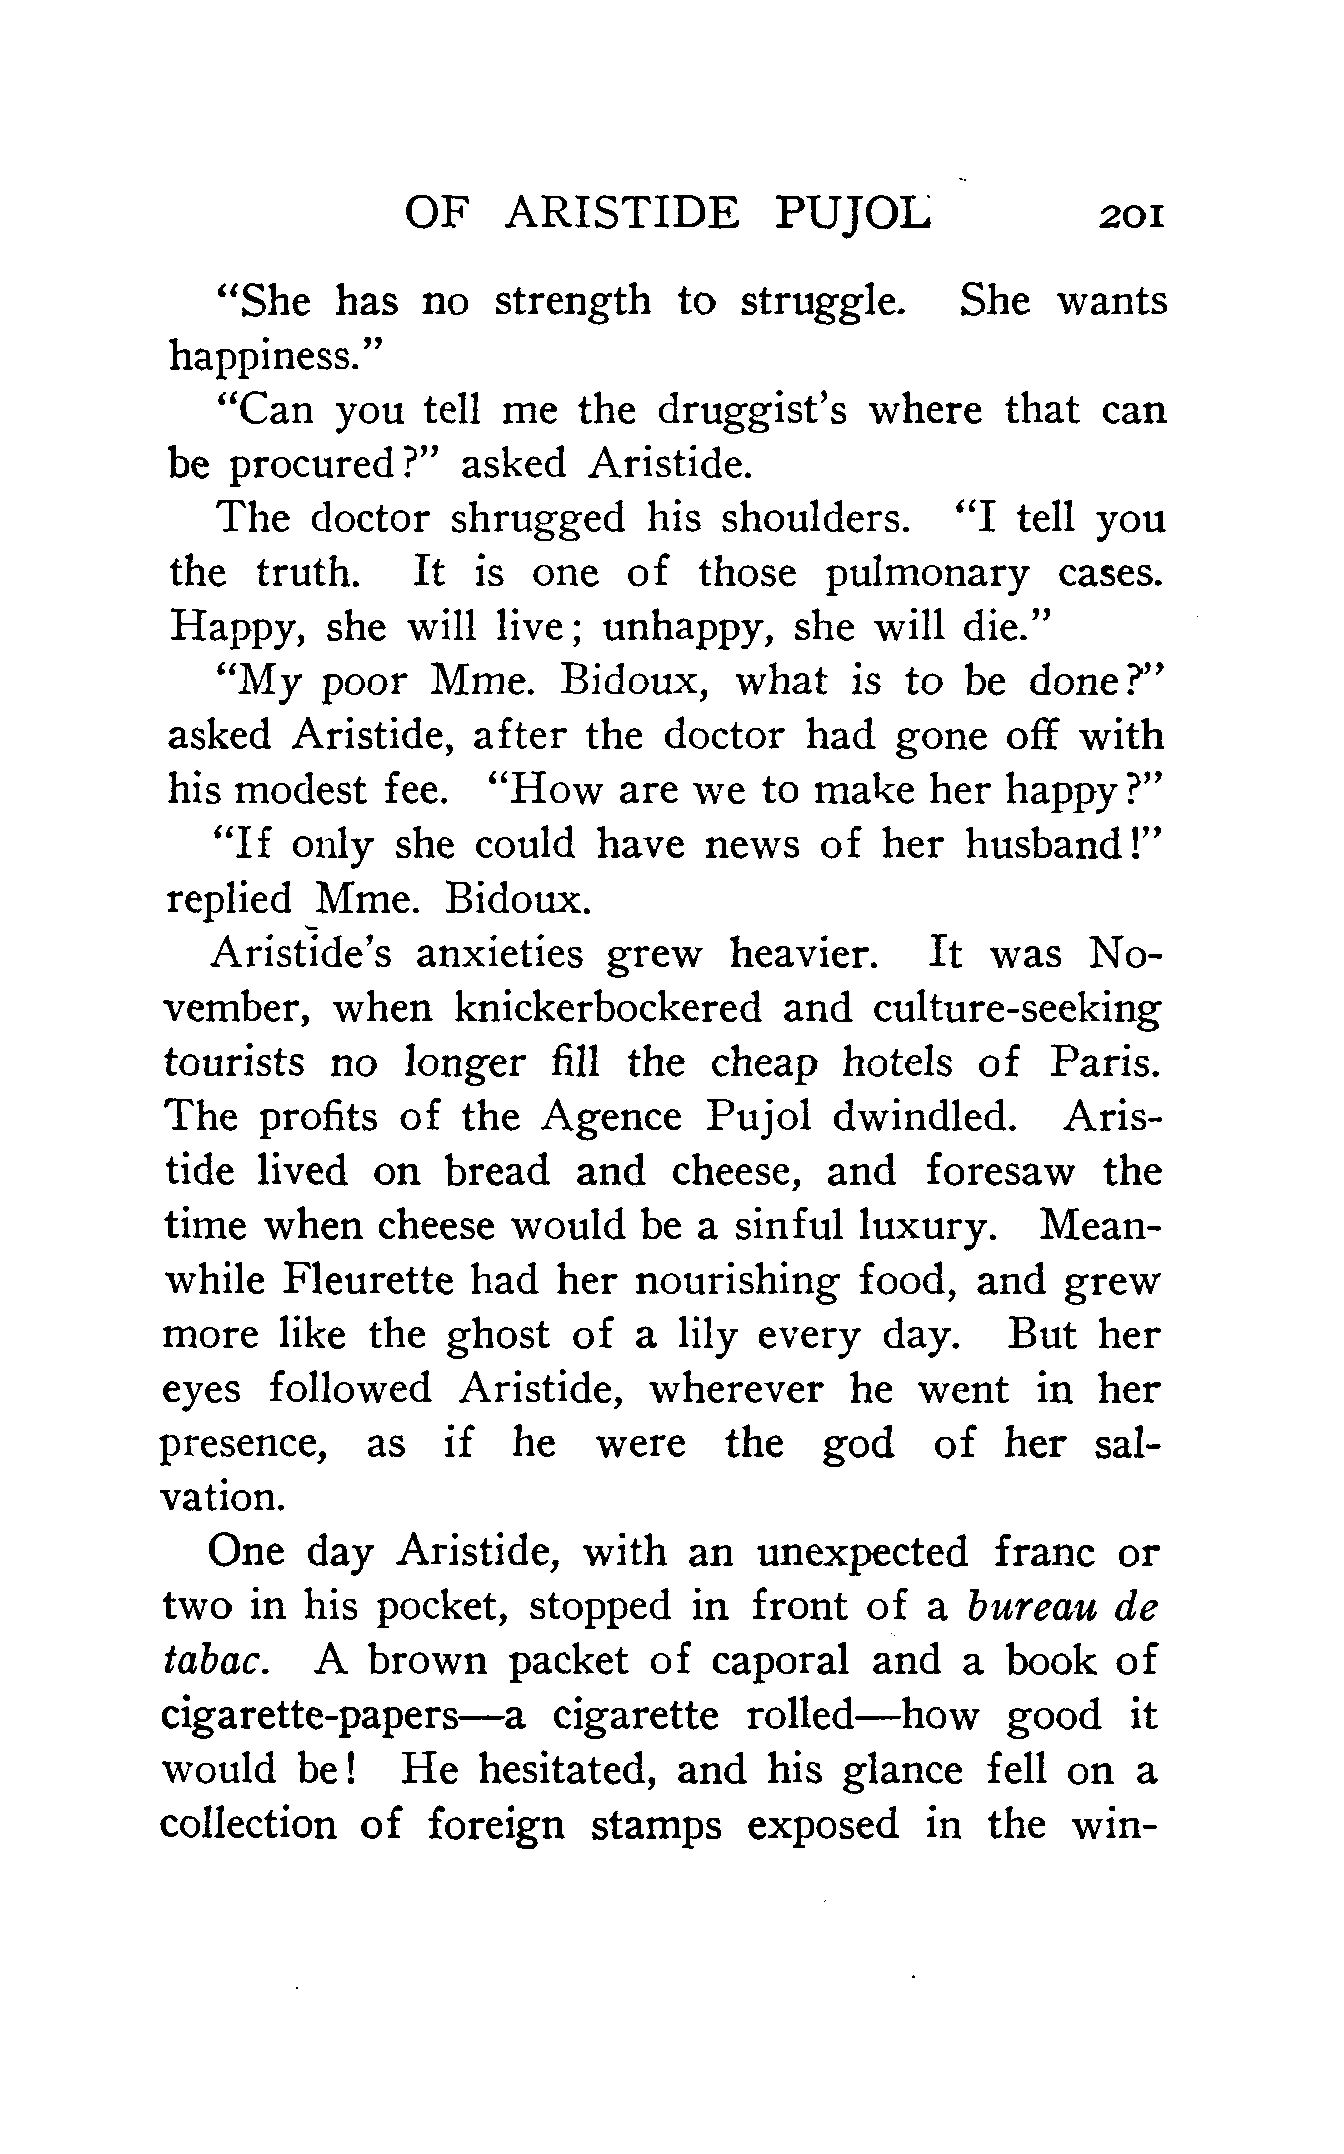 OF ARISTIDE PUJOL 201
“She has no strength to struggle. She wants
happiness.”
“Can you tell me the druggist’s where that can
be procured?” asked Aristide.
The doctor shrugged his shoulders. “I tell you
the truth. It is one of those pulmonary cases.
Happy, she will live; unhappy, she will die.”
“My poor Mme. Bidoux, what is to be done?”
asked Aristide, after the doctor had gone off with
his modest fee. “How are we to make her happy?”
“If only she could have news of her husband!”
replied Mme. Bidoux.
Aristide’s anxieties grew heavier. It was No-
vember, when knickerbockered and culture-seeking
tourists no longer fill the cheap hotels of Paris.
The profits of the Agence Pujol dwindled. Aris-
tide lived on bread and cheese, and foresaw the
time when cheese would be a sinful luxury. Mean-
while Fleurette had her nourishing food, and grew
more like the ghost of a lily every day. But her
eyes followed Aristide, wherever he went in her
presence, as if he were the god of her sal-
vation.
One day Aristide, with an unexpected franc or
two in his pocket, stopped in front of a bureau de
tabac. A brown packet of caporal and a book of
cigarette-papers—a cigarette rolled—how good it
would be! He hesitated, and his glance fell on a
collection of foreign stamps exposed in the win-